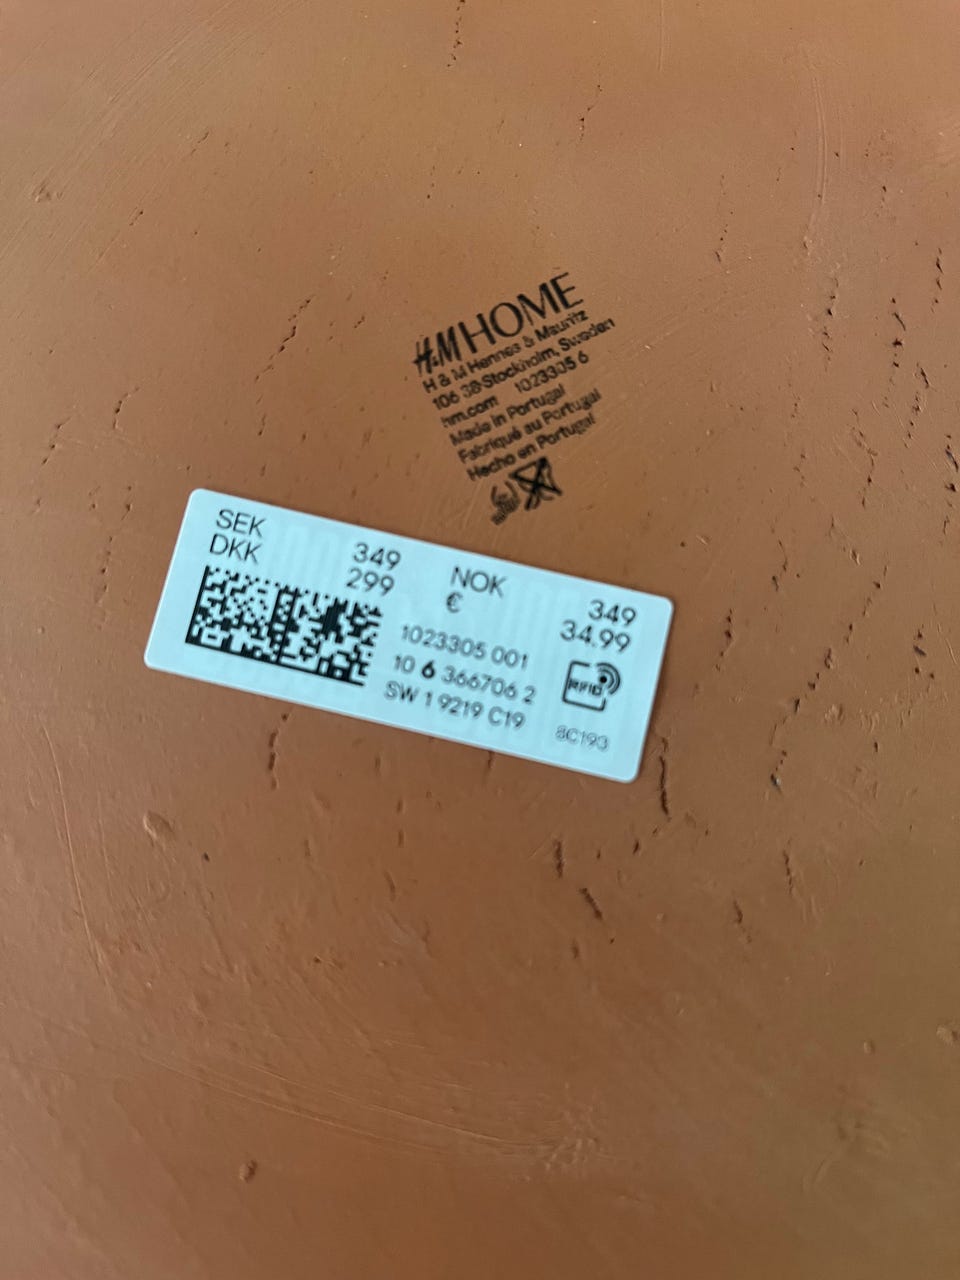 H&M HOME
H & M Hennes & Mauritz
106 38 Stockholm, Sweden
hm.com 1023305 6
Made in Portugal
Fabriqué au Portugal
Hecho en Portugal
SEK 349 NOK 349
DKK 299 € 34.99
1023305 001
10 6 366706 2
SW 1 9219 C19
RFID
8C193